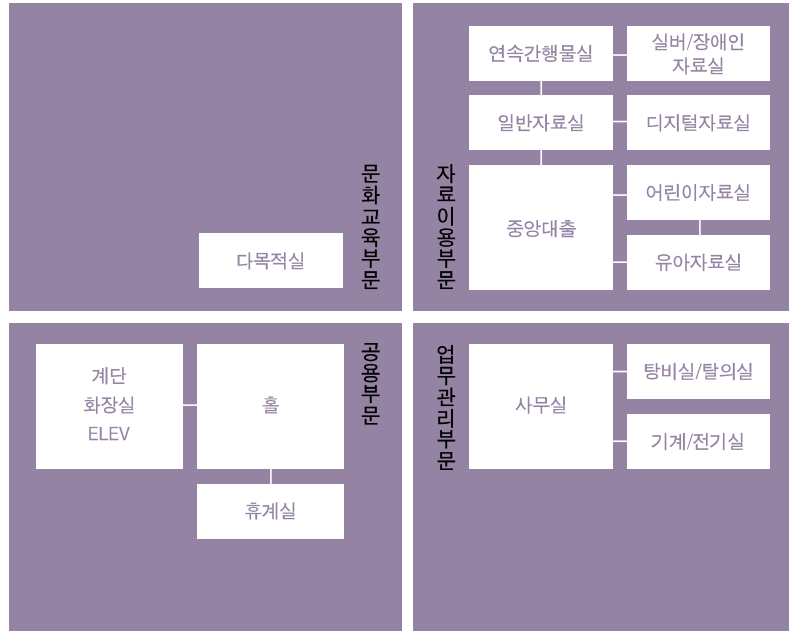 문화교육부문
다목적실
자료이용부문
연속간행물실
실버/장애인
자료실
일반자료실
디지털자료실
중앙대출
어린이자료실
유아자료실
공용부문
계단
화장실
ELEV
홀
휴계실
업무관리부문
사무실
탕비실/탈의실
기계/전기실